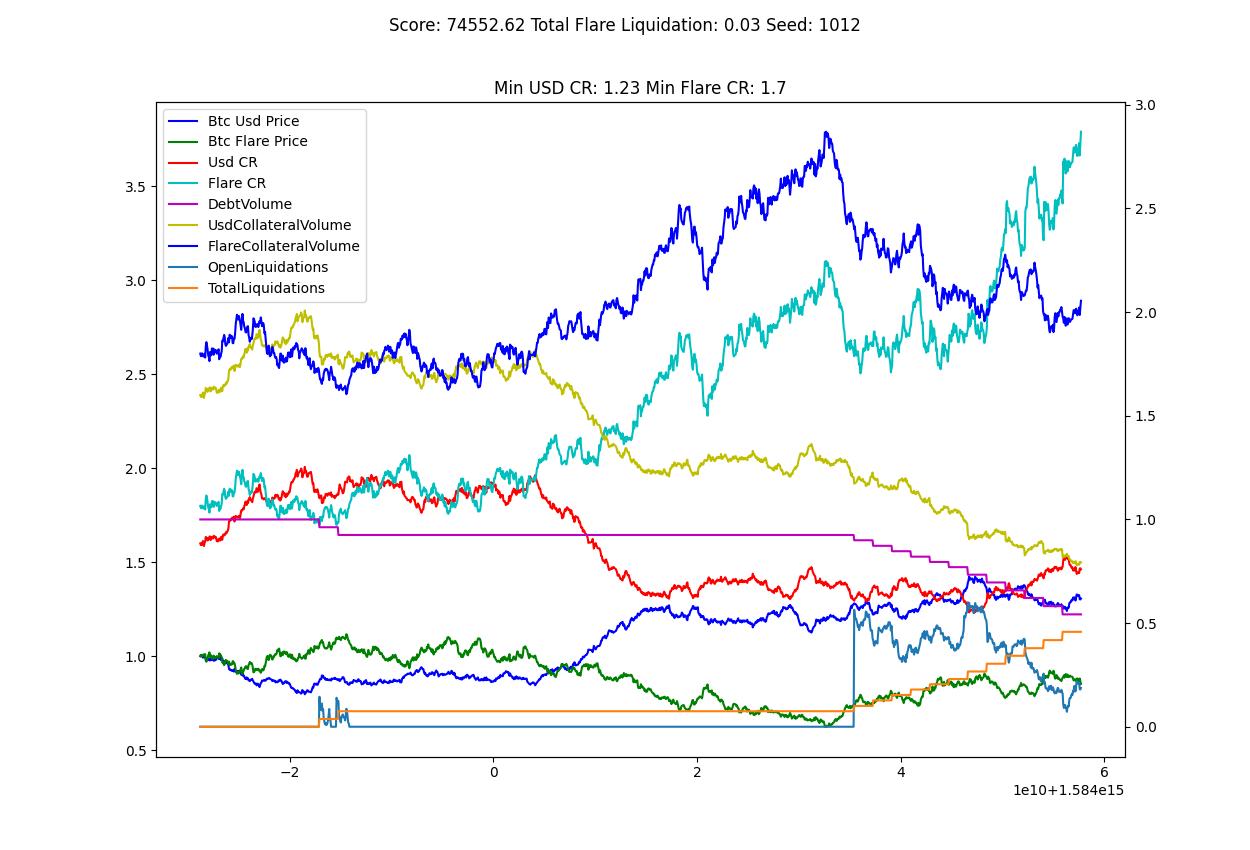 Score: 74552.62 Total Flare Liquidation: 0.03 Seed: 1012
Min USD CR: 1.23 Min Flare CR: 1.7
Btc Usd Price
Btc Flare Price
Usd CR
Flare CR
DebtVolume
UsdCollateralVolume
FlareCollateralVolume
OpenLiquidations
TotalLiquidations
3.5
3.0
2.5
2.0
1.5
1.0
0.5
3.0
2.5
2.0
1.5
1.0
0.5
0.0
−2 0 2 4 6
1e10+1.584e15